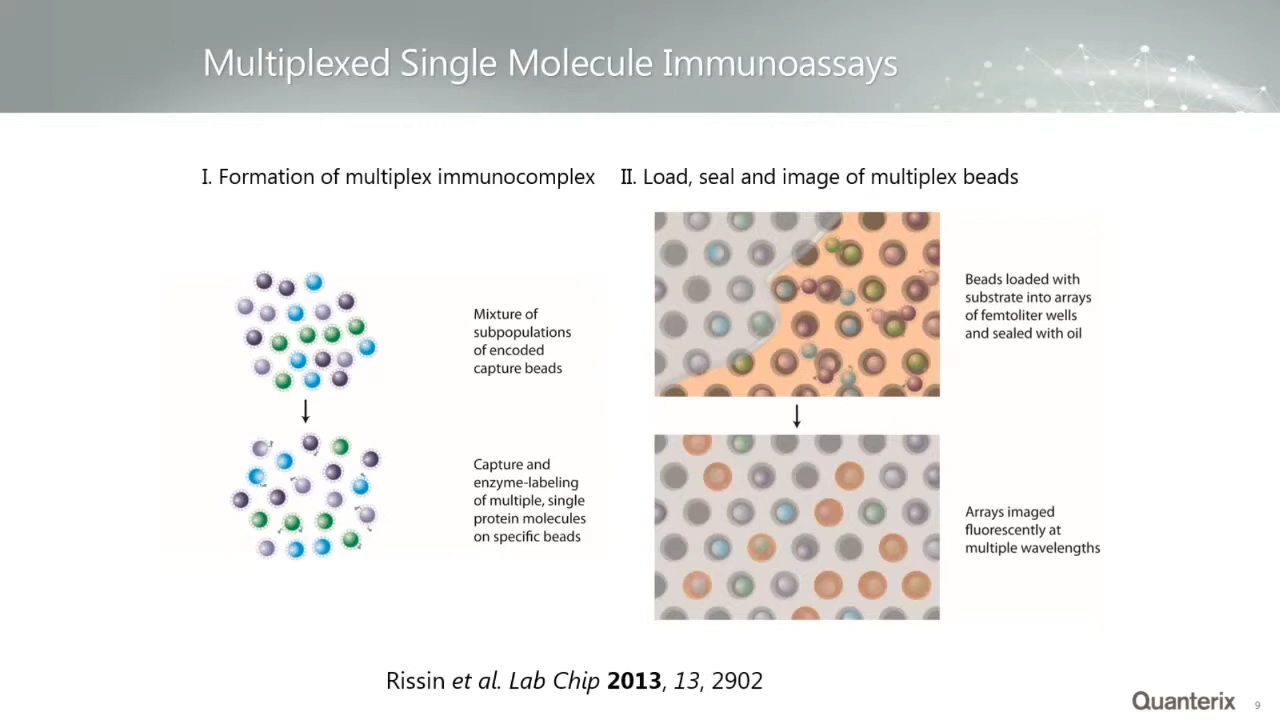 Multiplexed Single Molecule Immunoassays
I. Formation of multiplex immunocomplex
II. Load, seal and image of multiplex beads
Mixture of
subpopulations
of encoded
capture beads
Capture and
enzyme-labeling
of multiple, single
protein molecules
on specific beads
Beads loaded with
substrate into arrays
of femtoliter wells
and sealed with oil
Arrays imaged
fluorescently at
multiple wavelengths
Rissin et al. Lab Chip 2013, 13, 2902
Quanterix
9